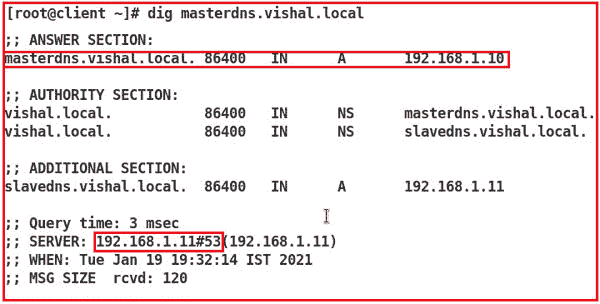 [root@client ~]# dig masterdns.vishal.local
;; ANSWER SECTION:
masterdns.vishal.local. 86400 IN A 192.168.1.10
;; AUTHORITY SECTION:
vishal.local. 86400 IN NS masterdns.vishal.local.
vishal.local. 86400 IN NS slavedns.vishal.local.
;; ADDITIONAL SECTION:
slavedns.vishal.local. 86400 IN A 192.168.1.11
;; Query time: 3 msec
;; SERVER: 192.168.1.11#53(192.168.1.11)
;; WHEN: Tue Jan 19 19:32:14 IST 2021
;; MSG SIZE rcvd: 120